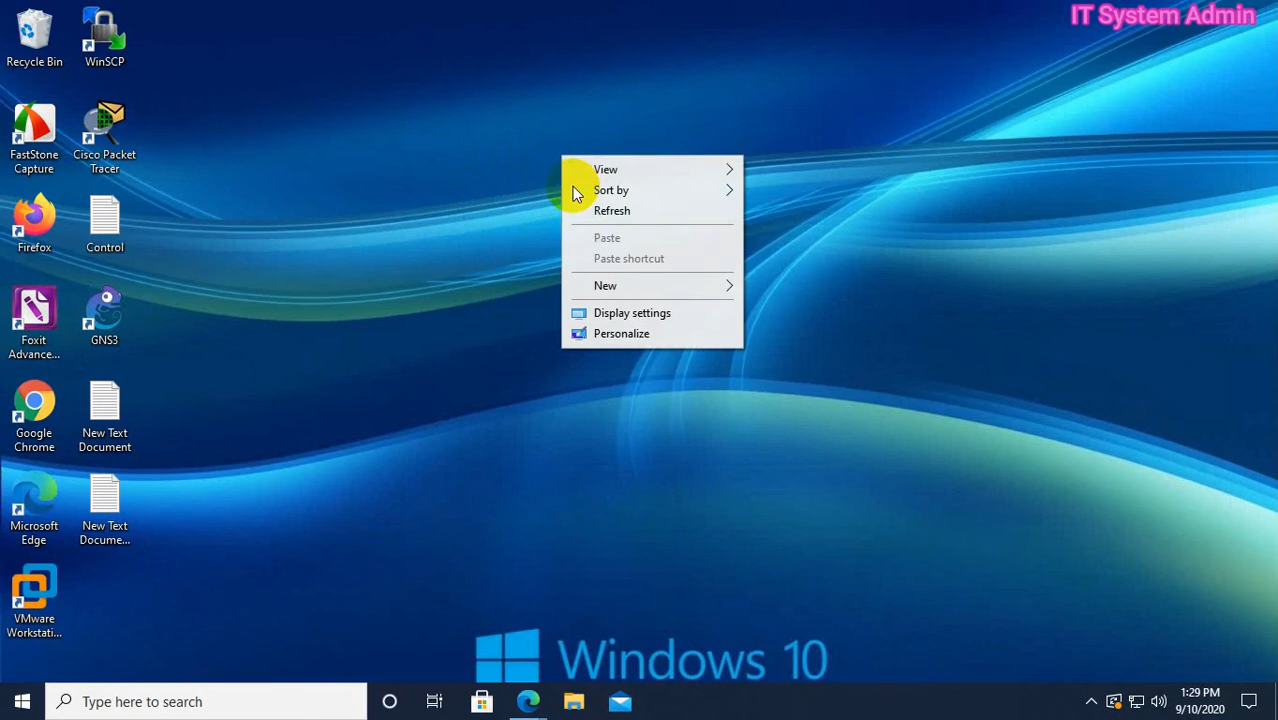 IT System Admin
Recycle Bin
WinSCP
FastStone
Capture
Cisco Packet
Tracer
Firefox
Control
Foxit
Advance...
GNS3
Google
Chrome
New Text
Document
Microsoft
Edge
New Text
Docume...
VMware
Workstati...
View
Sort by
Refresh
Paste
Paste shortcut
New
Display settings
Personalize
Windows 10
Type here to search
1:29 PM
9/10/2020